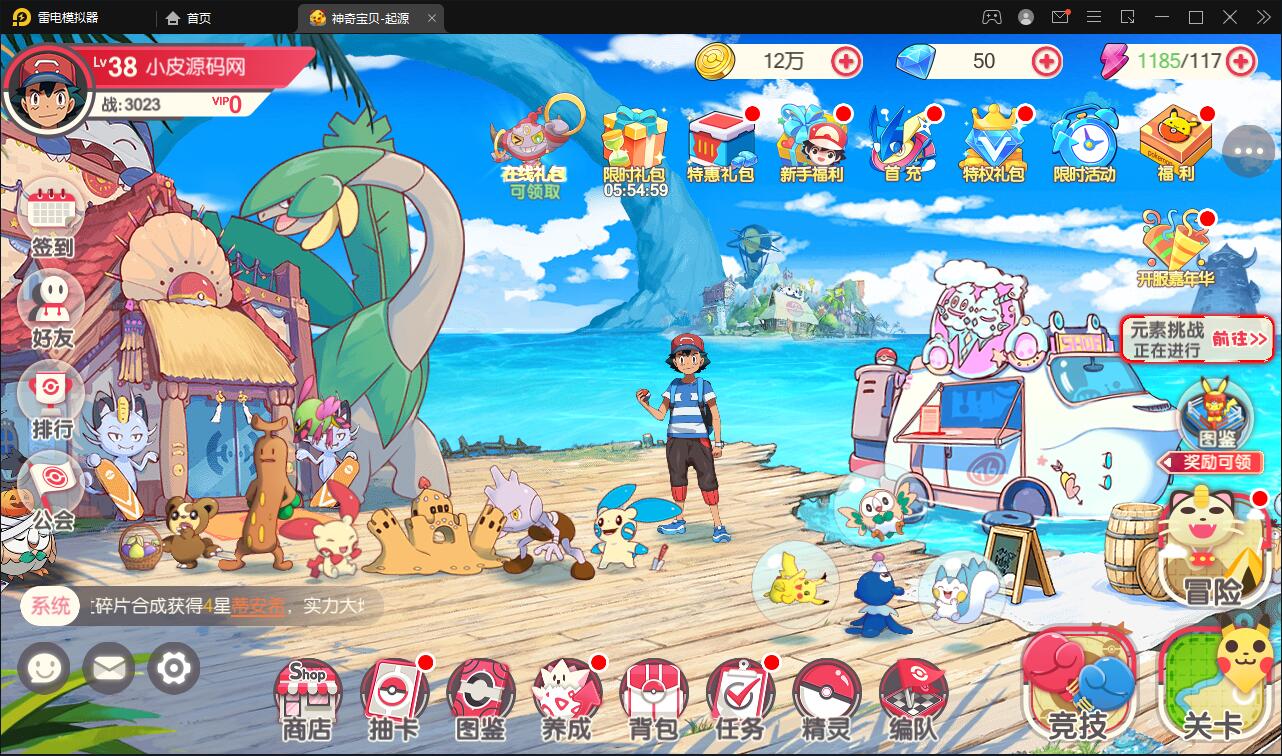 雷电模拟器
首页
神奇宝贝-起源
Lv38 小皮源码网
战:3023
VIP0
12万
50
1185/117
在线礼包
可领取
限时礼包
05:54:59
特惠礼包
新手福利
首充
特权礼包
限时活动
福利
签到
开服嘉年华
好友
元素挑战
正在进行
前往>>
SHOP
排行
图鉴
奖励可领
公会
冒险
系统
碎片合成获得4星蒂安希，实力大
Shop
商店
抽卡
图鉴
养成
背包
任务
精灵
编队
竞技
关卡